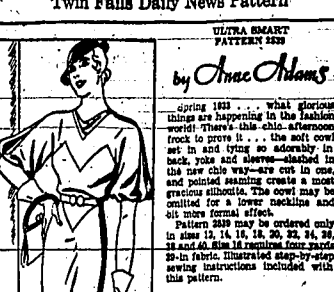 Twin Falls Daily News Pattern
ULTRA SMART
PATTERN 2539
by Anne Adams
Spring 1933 . . . what glorious
things are happening in the fashion
world! There's this chic afternoon
frock to prove it . . . the soft cowl
set in and tying so adorably in
back, yokes and sleeves—slashed in
the new chic way—are cut in one,
and pointed seaming create a most
gracious silhouette. The cowl may be
omitted for a lower neckline and
bit more formal effect.
Pattern 2539 may be ordered only
in sizes 12, 14, 16, 18, 20, 32, 34, 36,
38 and 40. Size 16 requires four yards
39-in fabric. Illustrated step-by-step
sewing instructions included with
this pattern.